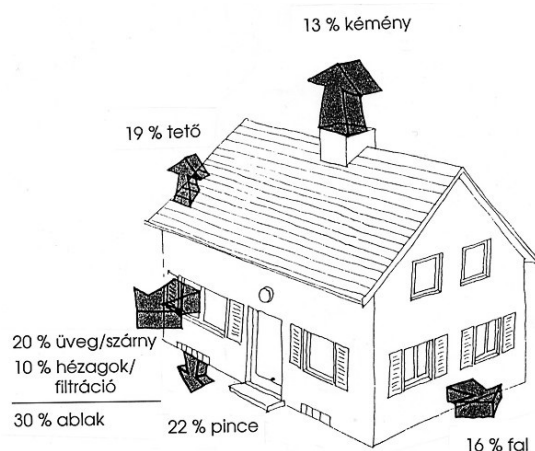 13 % kémény
19 % tető
20 % üveg/szárny
10 % hézagok/
filtráció
30 % ablak
22 % pince
16 % fal